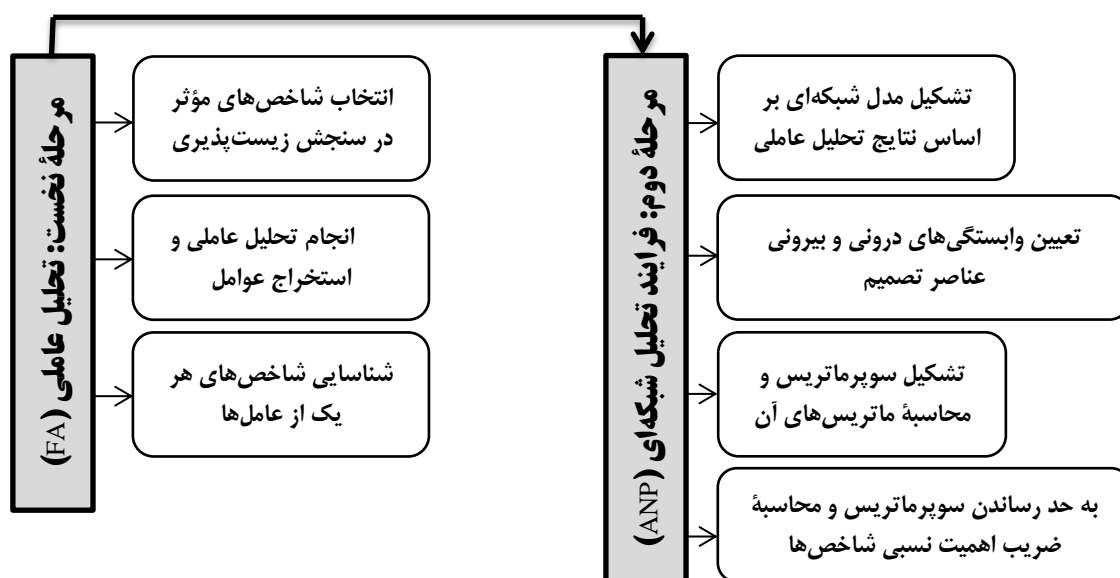 مرحلهٔ نخست: تحلیل عاملی (FA)
انتخاب شاخص‌های مؤثر
در سنجش زیست‌پذیری
انجام تحلیل عاملی و
استخراج عوامل
شناسایی شاخص‌های هر
یک از عامل‌ها
مرحلهٔ دوم: فرایند تحلیل شبکه‌ای (ANP)
تشکیل مدل شبکه‌ای بر
اساس نتایج تحلیل عاملی
تعیین وابستگی‌های درونی و بیرونی
عناصر تصمیم
تشکیل سوپرماتریس و
محاسبهٔ ماتریس‌های آن
به حد رساندن سوپرماتریس و محاسبهٔ
ضریب اهمیت نسبی شاخص‌ها